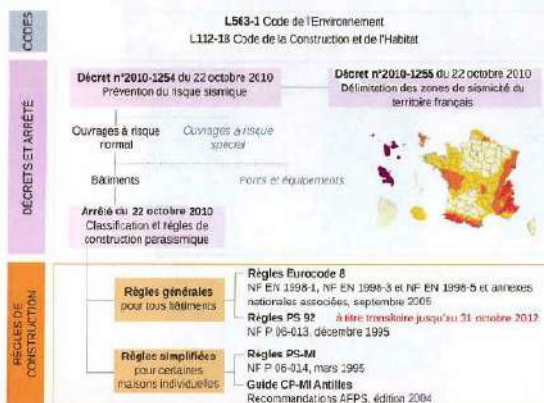 CODES
L563-1 Code de l'Environnement
L112-18 Code de la Construction et de l'Habitat
DÉCRETS ET ARRÊTÉ
Décret n°2010-1254 du 22 octobre 2010
Prévention du risque sismique
Décret n°2010-1255 du 22 octobre 2010
Délimitation des zones de sismicité du
territoire français
Ouvrages à risque
normal
Ouvrages à risque
spécial
Bâtiments
Ponts et équipements
Arrêté du 22 octobre 2010
Classification et règles de
construction parasismique
RÈGLES DE
CONSTRUCTION
Règles générales
pour tous bâtiments
Règles Eurocode 8
NF EN 1998-1, NF EN 1998-3 et NF EN 1998-5 et annexes
nationales associées, septembre 2005
Règles PS 92 à titre transitoire jusqu'au 31 octobre 2012
NF P 06-013, décembre 1995
Règles simplifiées
pour certaines
maisons individuelles
Règles PS-MI
NF P 06-014, mars 1995
Guide CP-MI Antilles
Recommandations AFPS, édition 2004